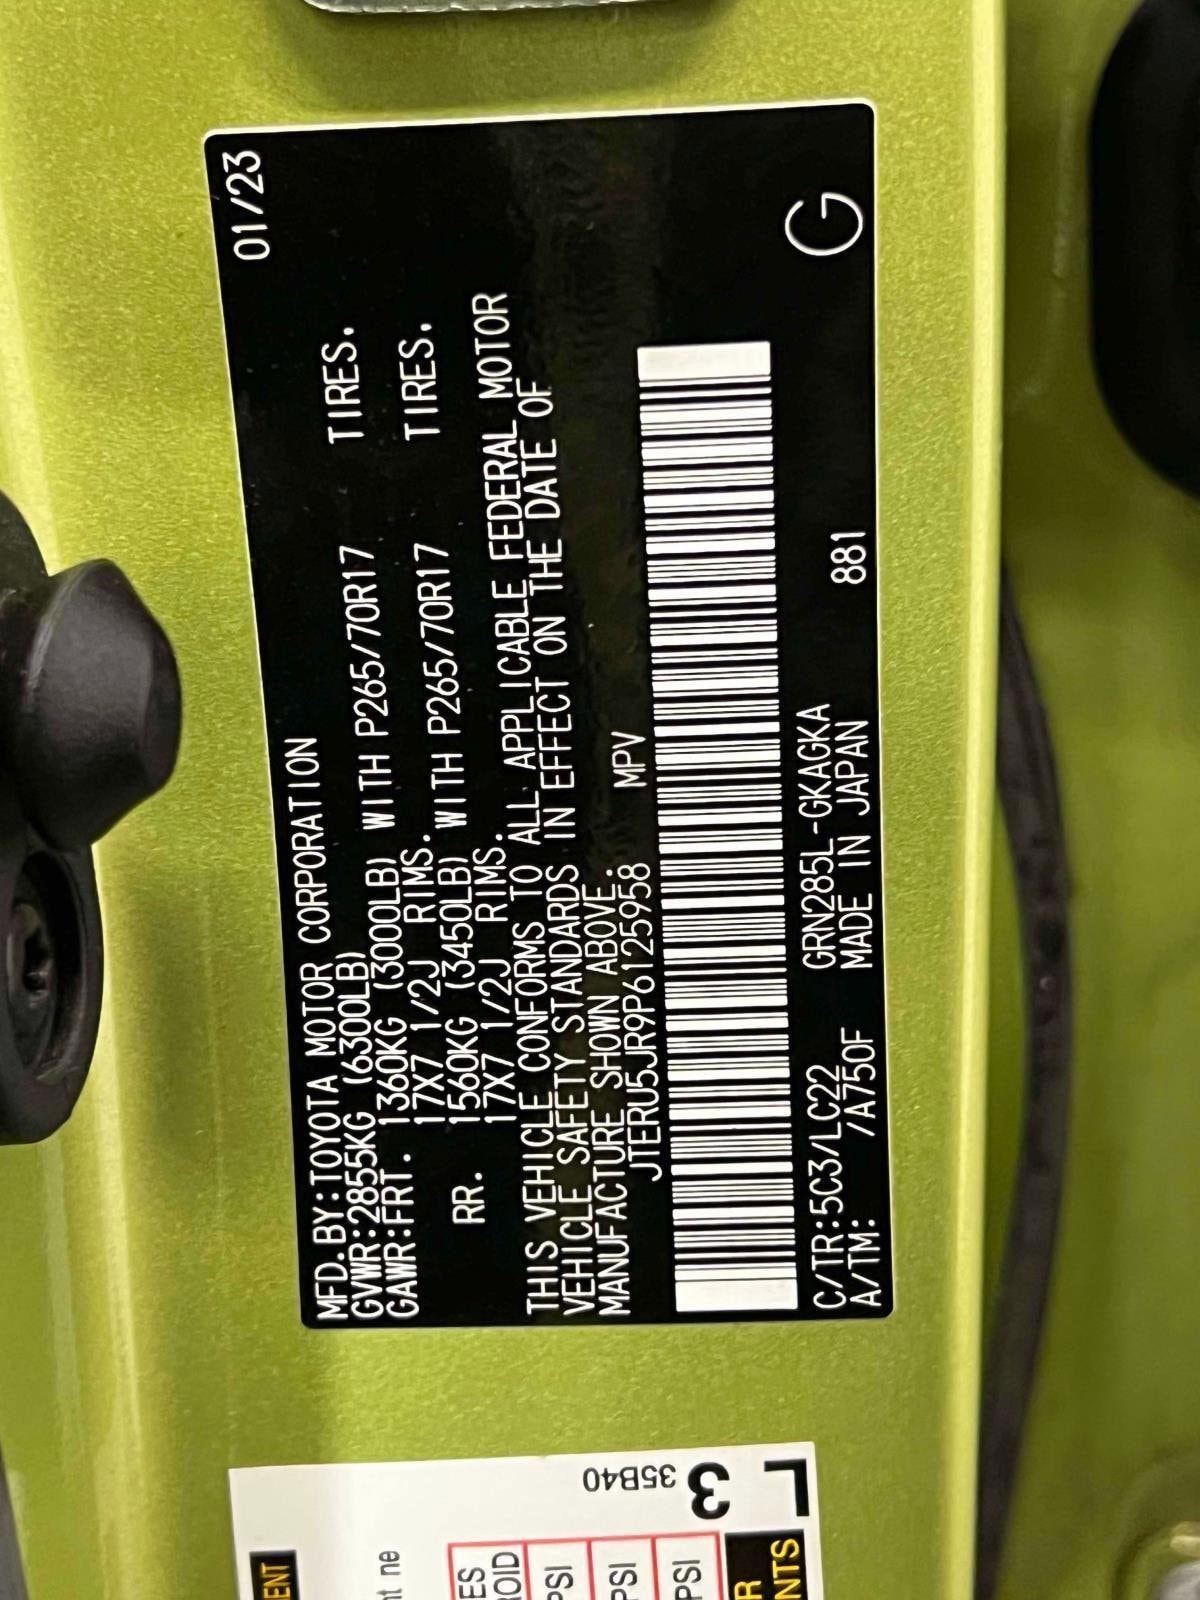 01/23
MFD.BY:TOYOTA MOTOR CORPORATION
GVWR:2855KG (6300LB)
GAWR:FRT. 1360KG (3000LB) WITH P265/70R17 TIRES.
17X7 1/2J RIMS.
RR. 1560KG (3450LB) WITH P265/70R17 TIRES.
17X7 1/2J RIMS.
THIS VEHICLE CONFORMS TO ALL APPLICABLE FEDERAL MOTOR
VEHICLE SAFETY STANDARDS IN EFFECT ON THE DATE OF
MANUFACTURE SHOWN ABOVE.
JTERU5JR9P6125958 MPV
C/TR:5C3/LC22 GRN285L-GKAGKA 881
A/TM: /A750F MADE IN JAPAN
G
L
3
35B40
PSI
PSI
PSI